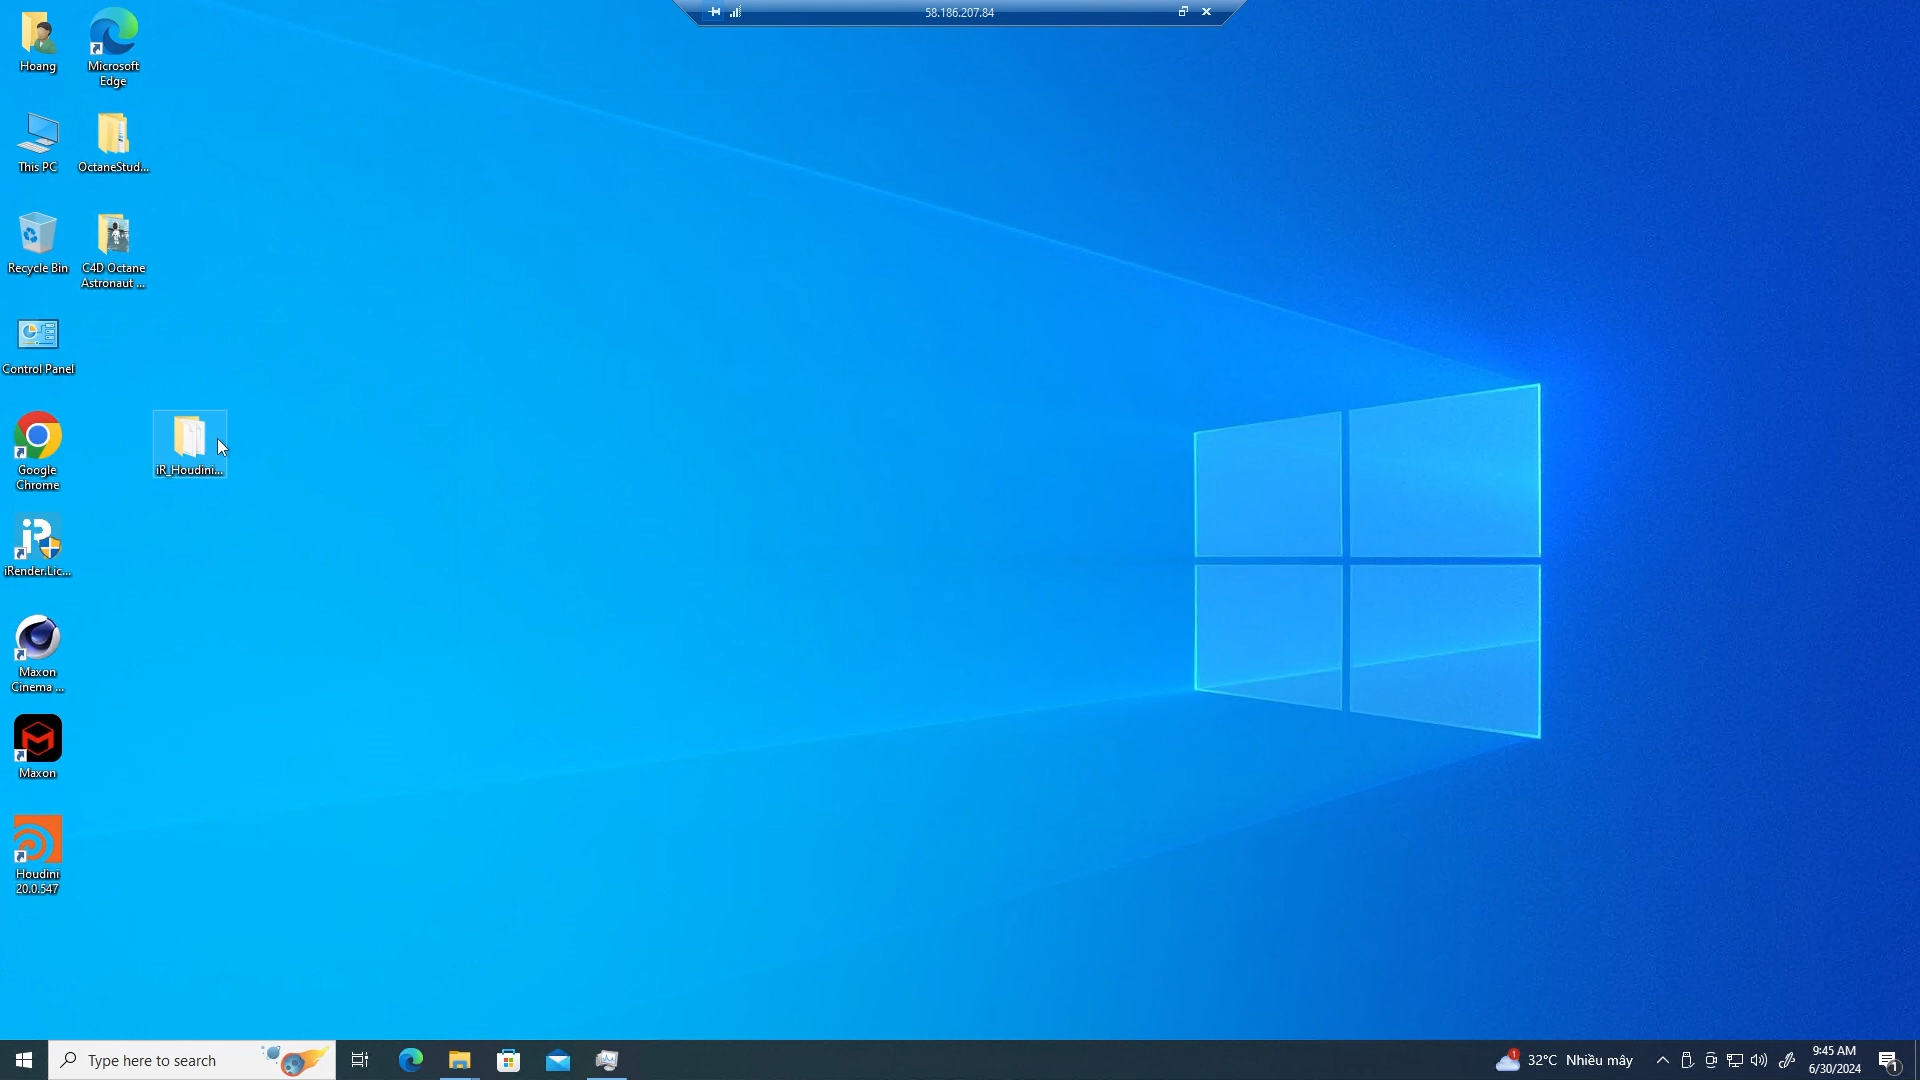 58.186.207.84
Hoang
Microsoft
Edge
This PC
OctaneStud...
Recycle Bin
C4D Octane
Astronaut ...
Control Panel
Google
Chrome
iR_Houdini...
iRender.Lic...
Maxon
Cinema ...
Maxon
Houdini
20.0.547
Type here to search
1
32°C Nhiều mây
9:45 AM
6/30/2024
1